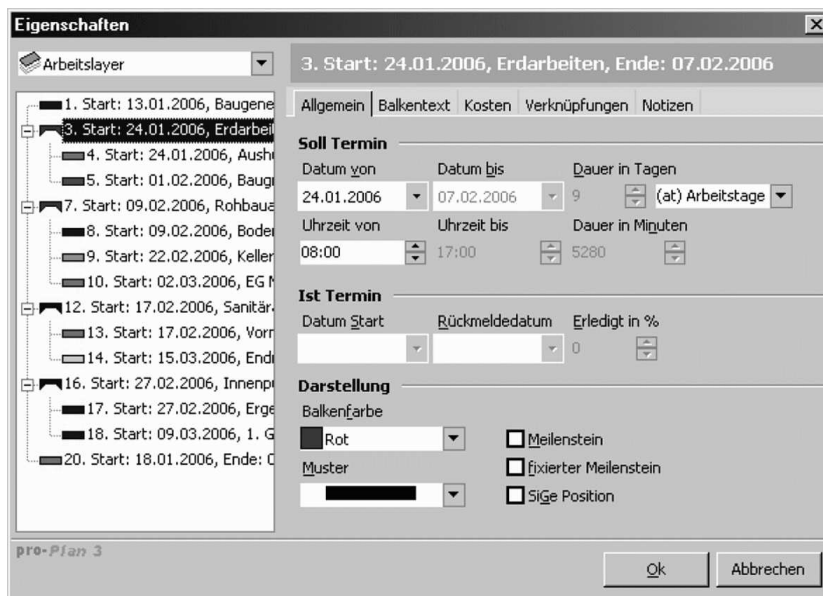 Eigenschaften
Arbeitslayer
1. Start: 13.01.2006, Baugene
3. Start: 24.01.2006, Erdarbei
4. Start: 24.01.2006, Aush
5. Start: 01.02.2006, Baug
7. Start: 09.02.2006, Rohbaua
8. Start: 09.02.2006, Boder
9. Start: 22.02.2006, Keller
10. Start: 02.03.2006, EG
12. Start: 17.02.2006, Sanitär
13. Start: 17.02.2006, Vorr
14. Start: 15.03.2006, End
16. Start: 27.02.2006, Innenp
17. Start: 27.02.2006, Erge
18. Start: 09.03.2006, 1. G
20. Start: 18.01.2006, Ende:
3. Start: 24.01.2006, Erdarbeiten, Ende: 07.02.2006
Allgemein Balkentext Kosten Verknüpfungen Notizen
Soll Termin
Datum von Datum bis Dauer in Tagen
24.01.2006 07.02.2006 9 (at) Arbeitstage
Uhrzeit von Uhrzeit bis Dauer in Minuten
08:00 17:00 5280
Ist Termin
Datum Start Rückmeldedatum Erledigt in %
0
Darstellung
Balkenfarbe
Rot
Muster
Meilenstein
fixierter Meilenstein
SiGe Position
pro-Plan 3
Ok Abbrechen